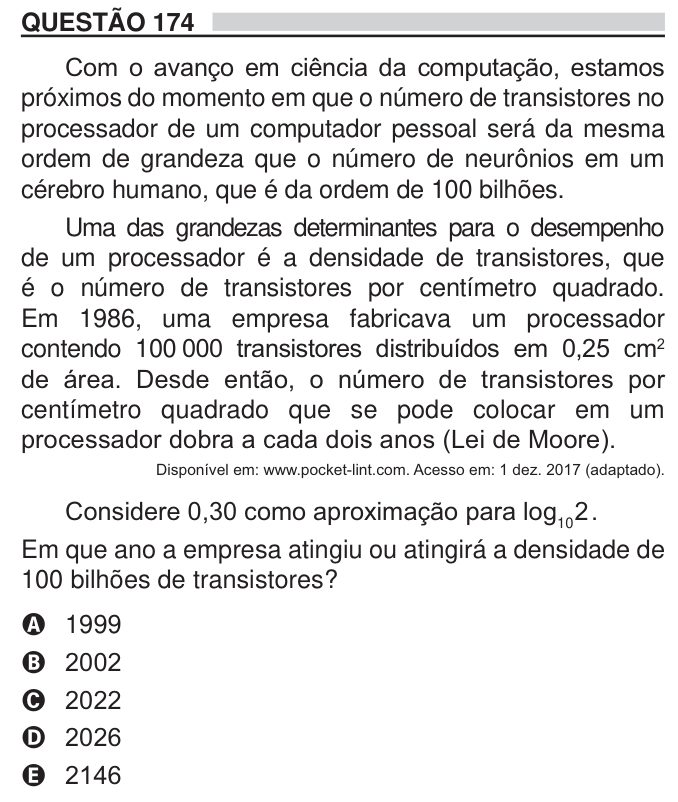 QUESTÃO 174
Com o avanço em ciência da computação, estamos
próximos do momento em que o número de transistores no
processador de um computador pessoal será da mesma
ordem de grandeza que o número de neurônios em um
cérebro humano, que é da ordem de 100 bilhões.
Uma das grandezas determinantes para o desempenho
de um processador é a densidade de transistores, que
é o número de transistores por centímetro quadrado.
Em 1986, uma empresa fabricava um processador
contendo 100 000 transistores distribuídos em 0,25 cm²
de área. Desde então, o número de transistores por
centímetro quadrado que se pode colocar em um
processador dobra a cada dois anos (Lei de Moore).
Disponível em: www.pocket-lint.com. Acesso em: 1 dez. 2017 (adaptado).
Considere 0,30 como aproximação para log₁₀2.
Em que ano a empresa atingiu ou atingirá a densidade de
100 bilhões de transistores?
A 1999
B 2002
C 2022
D 2026
E 2146